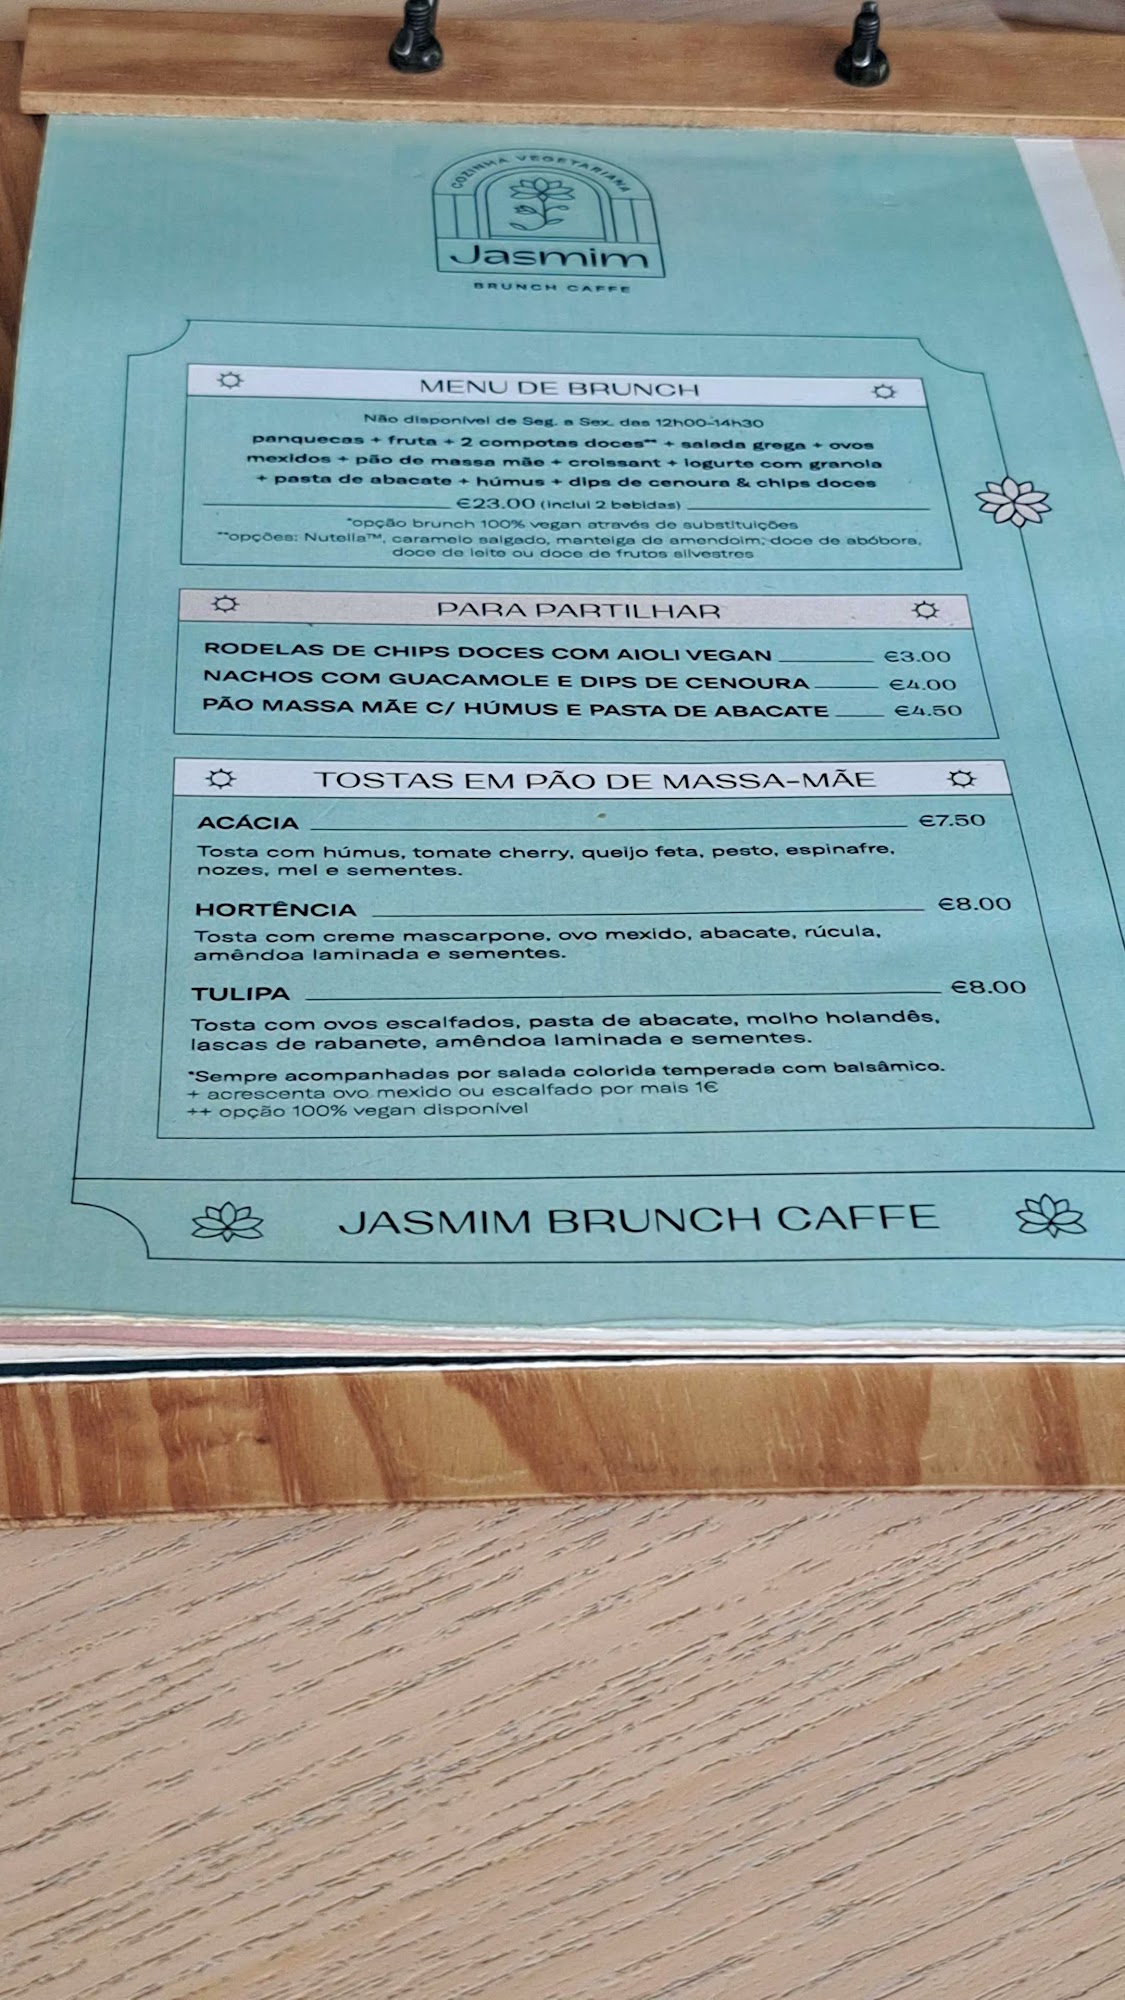 COZINHA VEGETARIANA
Jasmim
BRUNCH CAFFE
MENU DE BRUNCH
Não disponível de Seg. a Sex. das 12h00-14h30
panquecas + fruta + 2 compotas doces** + salada grega + ovos
mexidos + pão de massa mãe + croissant + iogurte com granola
+ pasta de abacate + húmus + dips de cenoura & chips doces
€23.00 (inclui 2 bebidas)
*opção brunch 100% vegan através de substituições
**opções: Nutella™, caramelo salgado, manteiga de amendoim, doce de abóbora,
doce de leite ou doce de frutos silvestres
PARA PARTILHAR
RODELAS DE CHIPS DOCES COM AIOLI VEGAN €3.00
NACHOS COM GUACAMOLE E DIPS DE CENOURA €4.00
PÃO MASSA MÃE C/ HÚMUS E PASTA DE ABACATE €4.50
TOSTAS EM PÃO DE MASSA-MÃE
ACÁCIA €7.50
Tosta com húmus, tomate cherry, queijo feta, pesto, espinafre,
nozes, mel e sementes.
HORTÊNCIA €8.00
Tosta com creme mascarpone, ovo mexido, abacate, rúcula,
amêndoa laminada e sementes.
TULIPA €8.00
Tosta com ovos escalfados, pasta de abacate, molho holandês,
lascas de rabanete, amêndoa laminada e sementes.
*Sempre acompanhadas por salada colorida temperada com balsâmico.
+ acrescenta ovo mexido ou escalfado por mais 1€
++ opção 100% vegan disponível
JASMIM BRUNCH CAFFE